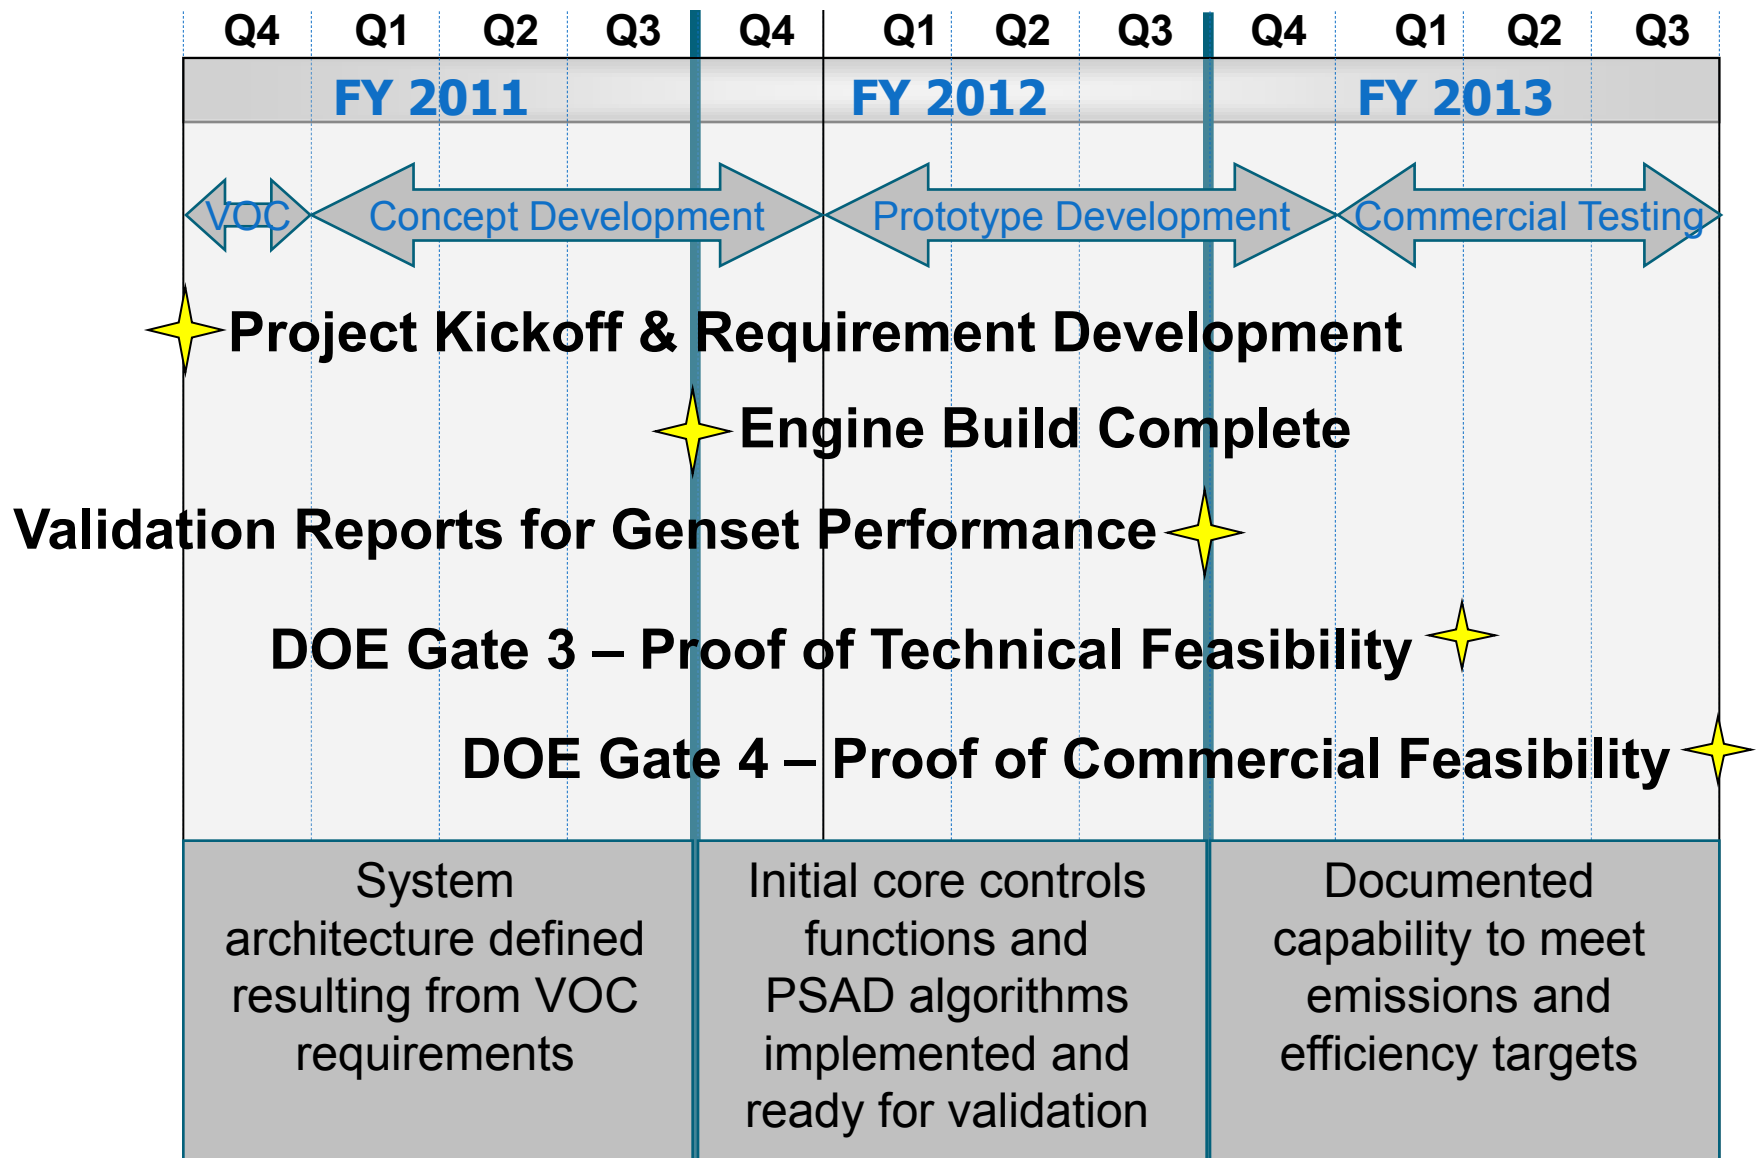 Q4 Q1 Q2 Q3 Q4 Q1 Q2 Q3 Q4 Q1 Q2 Q3
FY 2011 FY 2012 FY 2013
VOC Concept Development Prototype Development Commercial Testing
Project Kickoff & Requirement Development
Engine Build Complete
Validation Reports for Genset Performance
DOE Gate 3 – Proof of Technical Feasibility
DOE Gate 4 – Proof of Commercial Feasibility
System
architecture defined
resulting from VOC
requirements
Initial core controls
functions and
PSAD algorithms
implemented and
ready for validation
Documented
capability to meet
emissions and
efficiency targets